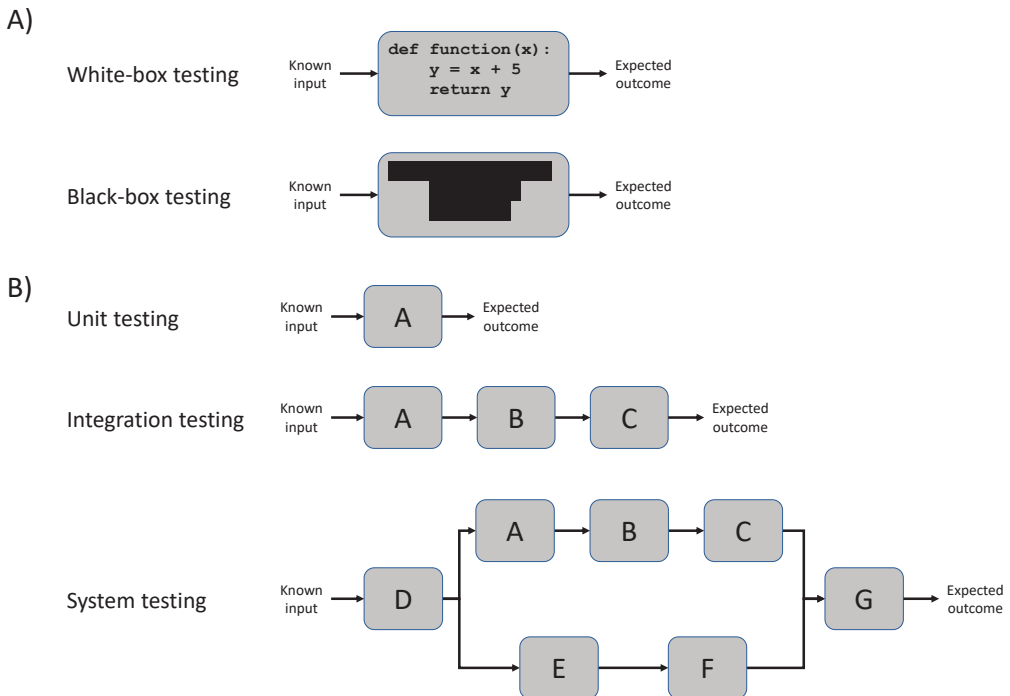 A)
White-box testing
Known
input
def function(x):
y = x + 5
return y
Expected
outcome
Black-box testing
Known
input
Expected
outcome
B)
Unit testing
Known
input
A
Expected
outcome
Integration testing
Known
input
A
B
C
Expected
outcome
System testing
Known
input
D
A
B
C
E
F
G
Expected
outcome